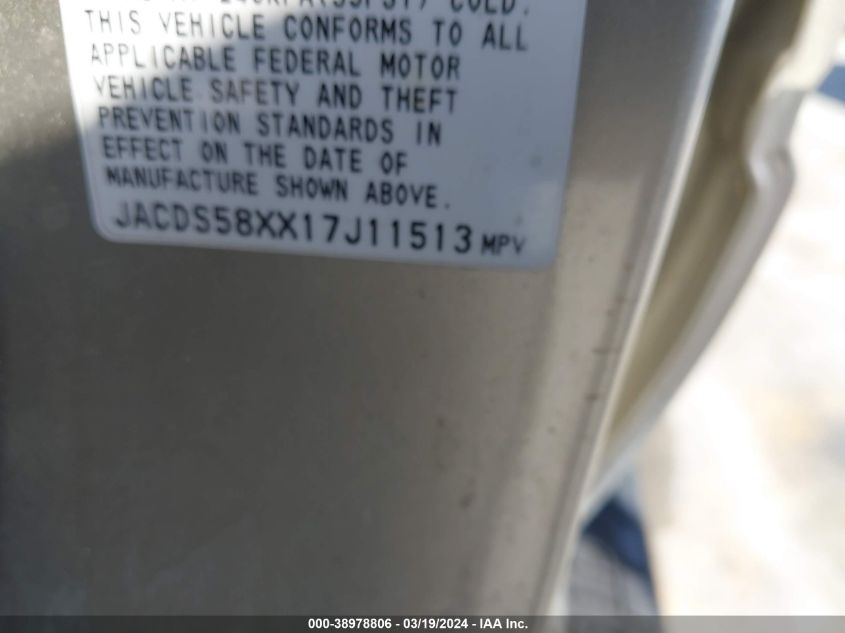 COLD.
THIS VEHICLE CONFORMS TO ALL
APPLICABLE FEDERAL MOTOR
VEHICLE SAFETY AND THEFT
PREVENTION STANDARDS IN
EFFECT ON THE DATE OF
MANUFACTURE SHOWN ABOVE.
JACDS58XX17J11513 MPV
000-38978806 / 03/19/2024 - IAA Inc.